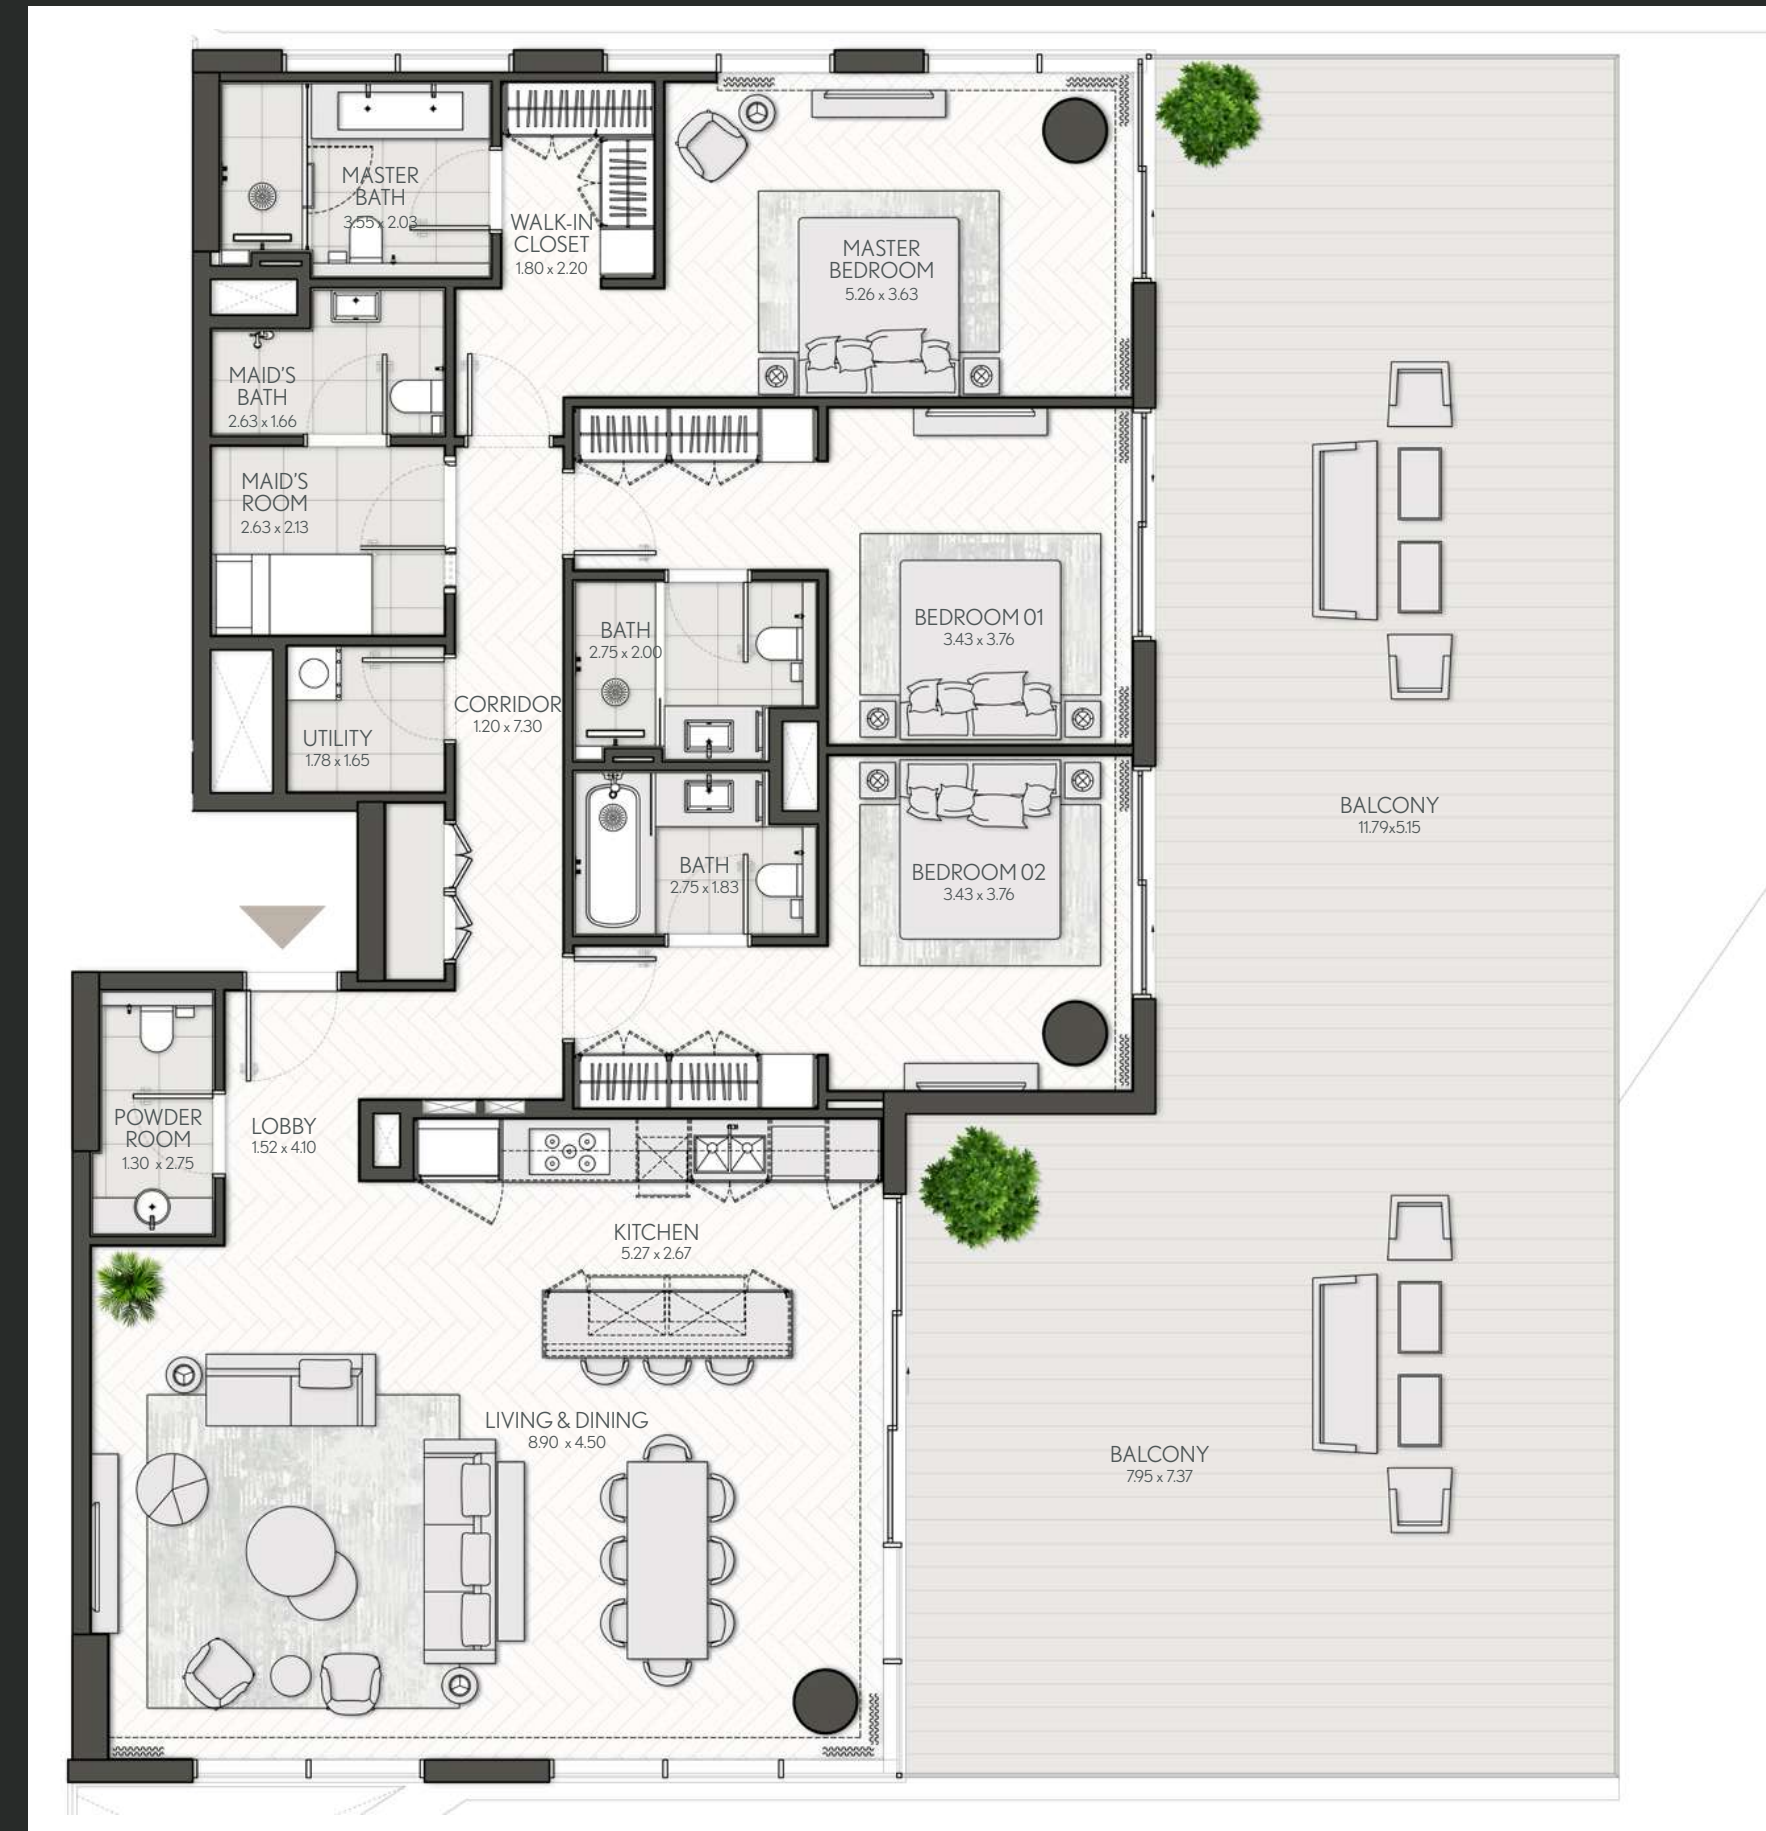 MASTER
BATH
3.55 x 2.03
WALK-IN
CLOSET
1.80 x 2.20
MASTER
BEDROOM
5.26 x 3.63
MAID'S
BATH
2.63 x 1.66
MAID'S
ROOM
2.63 x 2.13
BATH
2.75 x 2.00
BEDROOM 01
3.43 x 3.76
CORRIDOR
1.20 x 7.30
UTILITY
1.78 x 1.65
BALCONY
11.79x5.15
BATH
2.75 x 1.83
BEDROOM 02
3.43 x 3.76
POWDER
ROOM
1.30 x 2.75
LOBBY
1.52 x 4.10
KITCHEN
5.27 x 2.67
LIVING & DINING
8.90 x 4.50
BALCONY
7.95 x 7.37